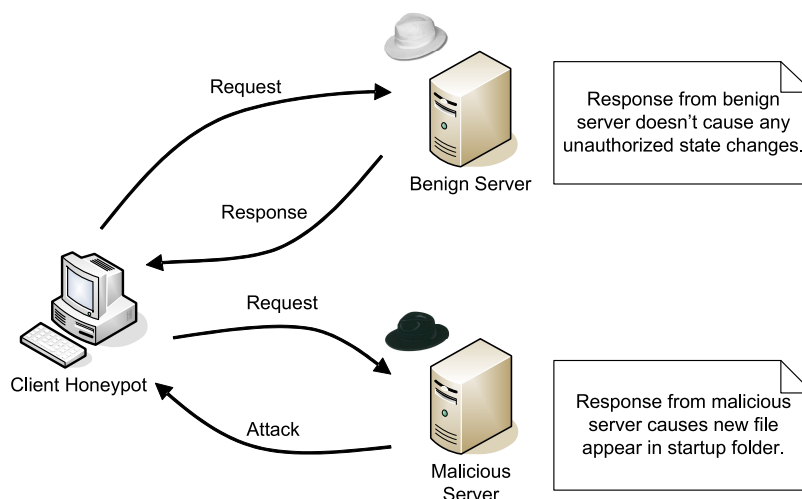 Request
Response from benign
server doesn't cause any
unauthorized state changes.
Benign Server
Response
Request
Client Honeypot
Response from malicious
server causes new file
appear in startup folder.
Attack
Malicious
Server